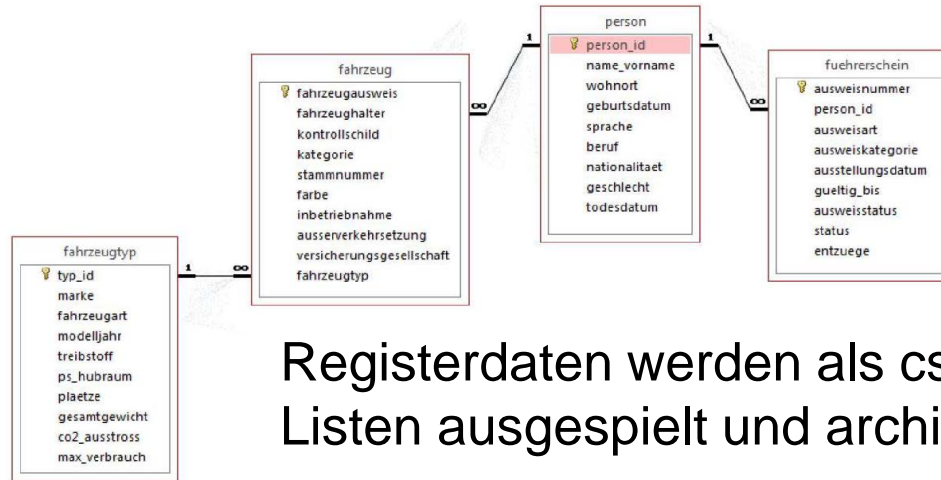 person
person_id
name_vorname
wohnort
geburtsdatum
sprache
beruf
nationalitaet
geschlecht
todesdatum
1
1
fahrzeug
fahrzeugausweis
fahrzeughalter
kontrollschild
kategorie
stammnummer
farbe
inbetriebnahme
ausserverkehrsetzung
versicherungsgesellschaft
fahrzeugtyp
∞
fuehrerschein
ausweisnummer
person_id
ausweisart
ausweiskategorie
ausstellungsdatum
gueltig_bis
ausweisstatus
status
entzuege
∞
fahrzeugtyp
typ_id
marke
fahrzeugart
modelljahr
treibstoff
ps_hubraum
plaetze
gesamtgewicht
co2_ausstross
max_verbrauch
1
∞
Registerdaten werden als cs
Listen ausgespielt und archi